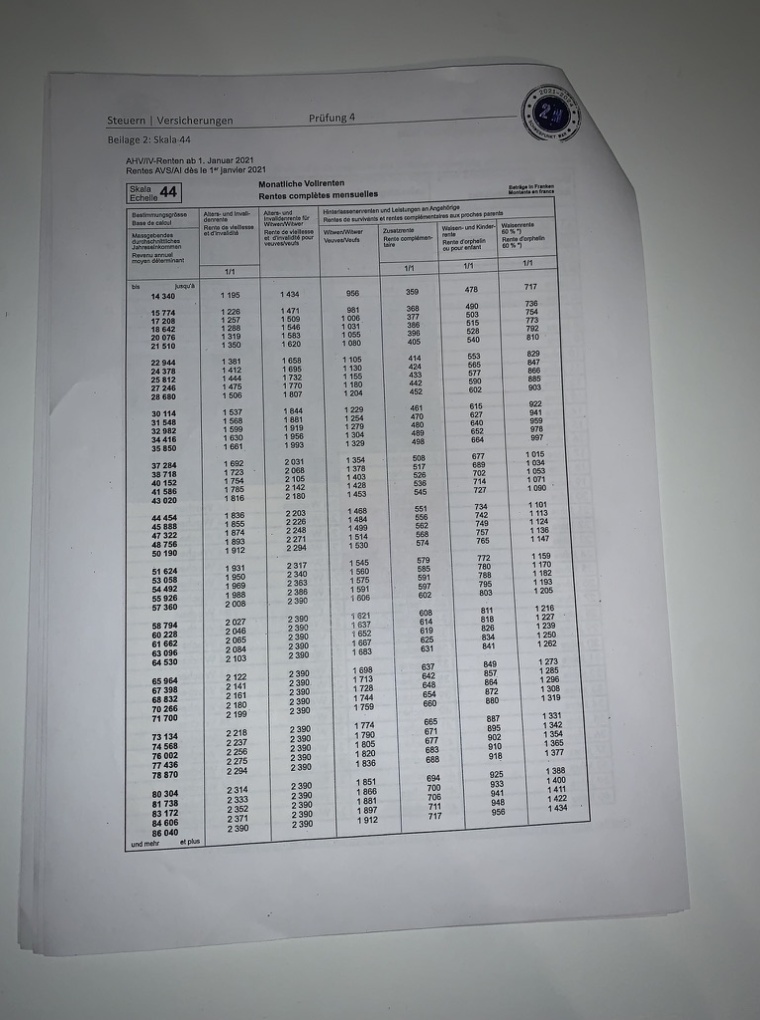 Steuern | Versicherungen Prüfung 4
2021-2022
Beilage 2: Skala 44
AHV/IV-Renten ab 1. Januar 2021
Rentes AVS/AI dès le 1er janvier 2021
Skala
Echelle 44
Monatliche Vollrenten
Rentes complètes mensuelles
Beträge in Franken
Montants en francs
Bestimmungsgrösse
Base de calcul
Massgebendes
durchschnittliches
Jahreseinkommen
Revenu annuel
moyen déterminant
Alters- und Invali-
denrente
Rente de vieillesse
et d'invalidité
1/1
Alters- und
Invalidenrente für
Witwen/Witwer
Rente de vieillesse
et d'invalidité pour
veuves/veufs
Hinterlassenenrenten und Leistungen an Angehörige
Rentes de survivants et rentes complémentaires aux proches parents
Witwen/Witwer
Veuves/Veufs
Zusatzrente
Rente complémen-
taire
1/1
Waisen- und Kinder-
rente
Rente d'orphelin
ou pour enfant
1/1
Waisenrente
60 % *)
Rente d'orphelin
60 % *)
1/1
bis jusqu'à
14 340 1 195 1 434 956 359 478 717
15 774 1 226 1 471 981 368 490 736
17 208 1 257 1 509 1 006 377 503 754
18 642 1 288 1 546 1 031 386 515 773
20 076 1 319 1 583 1 055 396 528 792
21 510 1 350 1 620 1 080 405 540 810
22 944 1 381 1 658 1 105 414 553 829
24 378 1 412 1 695 1 130 424 565 847
25 812 1 444 1 732 1 155 433 577 866
27 246 1 475 1 770 1 180 442 590 885
28 680 1 506 1 807 1 204 452 602 903
30 114 1 537 1 844 1 229 461 615 922
31 548 1 568 1 881 1 254 470 627 941
32 982 1 599 1 919 1 279 480 640 959
34 416 1 630 1 956 1 304 489 652 978
35 850 1 661 1 993 1 329 498 664 997
37 284 1 692 2 031 1 354 508 677 1 015
38 718 1 723 2 068 1 378 517 689 1 034
40 152 1 754 2 105 1 403 526 702 1 053
41 586 1 785 2 142 1 428 536 714 1 071
43 020 1 816 2 180 1 453 545 727 1 090
44 454 1 836 2 203 1 468 551 734 1 101
45 888 1 855 2 226 1 484 556 742 1 113
47 322 1 874 2 248 1 499 562 749 1 124
48 756 1 893 2 271 1 514 568 757 1 136
50 190 1 912 2 294 1 530 574 765 1 147
51 624 1 931 2 317 1 545 579 772 1 159
53 058 1 950 2 340 1 560 585 780 1 170
54 492 1 969 2 363 1 575 591 788 1 182
55 926 1 988 2 386 1 591 597 795 1 193
57 360 2 008 2 390 1 606 602 803 1 205
58 794 2 027 2 390 1 621 608 811 1 216
60 228 2 046 2 390 1 637 614 818 1 227
61 662 2 065 2 390 1 652 619 826 1 239
63 096 2 084 2 390 1 667 625 834 1 250
64 530 2 103 2 390 1 683 631 841 1 262
65 964 2 122 2 390 1 698 637 849 1 273
67 398 2 141 2 390 1 713 642 857 1 285
68 832 2 161 2 390 1 728 648 864 1 296
70 266 2 180 2 390 1 744 654 872 1 308
71 700 2 199 2 390 1 759 660 880 1 319
73 134 2 218 2 390 1 774 665 887 1 331
74 568 2 237 2 390 1 790 671 895 1 342
76 002 2 256 2 390 1 805 677 902 1 354
77 436 2 275 2 390 1 820 683 910 1 365
78 870 2 294 2 390 1 836 688 918 1 377
80 304 2 314 2 390 1 851 694 925 1 388
81 738 2 333 2 390 1 866 700 933 1 400
83 172 2 352 2 390 1 881 706 941 1 411
84 606 2 371 2 390 1 897 711 948 1 422
86 040 2 390 2 390 1 912 717 956 1 434
und mehr et plus